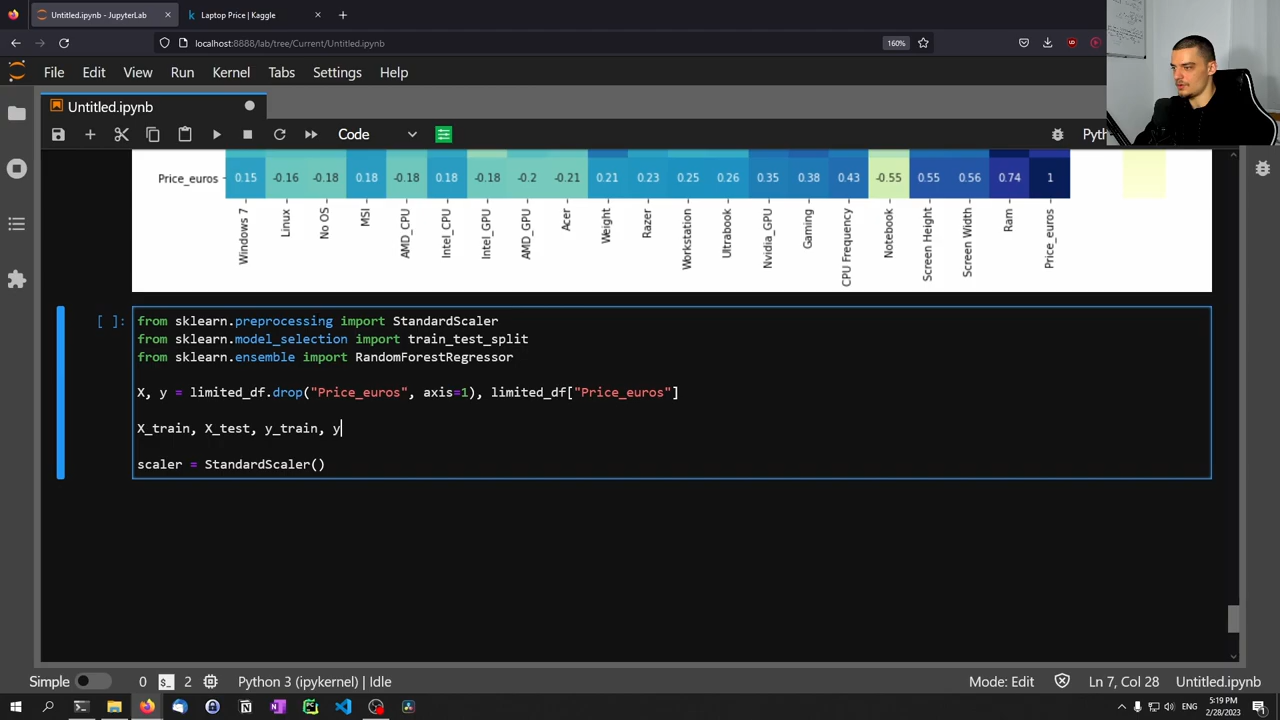 Untitled.ipynb - JupyterLab
Laptop Price | Kaggle
localhost:8888/lab/tree/Current/Untitled.ipynb
160%
File Edit View Run Kernel Tabs Settings Help
Untitled.ipynb
Code
Pyth
Price_euros
0.15 -0.16 -0.18 0.18 -0.18 0.18 -0.18 -0.2 -0.21 0.21 0.23 0.25 0.26 0.35 0.38 0.43 -0.55 0.55 0.56 0.74 1
Windows 7
Linux
No OS
MSI
AMD_CPU
Intel_CPU
Intel_GPU
AMD_GPU
Acer
Weight
Razer
Workstation
Ultrabook
Nvidia_GPU
Gaming
CPU Frequency
Notebook
Screen Height
Screen Width
Ram
Price_euros
[ ]:
from sklearn.preprocessing import StandardScaler
from sklearn.model_selection import train_test_split
from sklearn.ensemble import RandomForestRegressor
X, y = limited_df.drop("Price_euros", axis=1), limited_df["Price_euros"]
X_train, X_test, y_train, y
scaler = StandardScaler()
Simple 0 2 Python 3 (ipykernel) | Idle
Mode: Edit Ln 7, Col 28 Untitled.ipynb
ENG
5:19 PM
2/28/2023